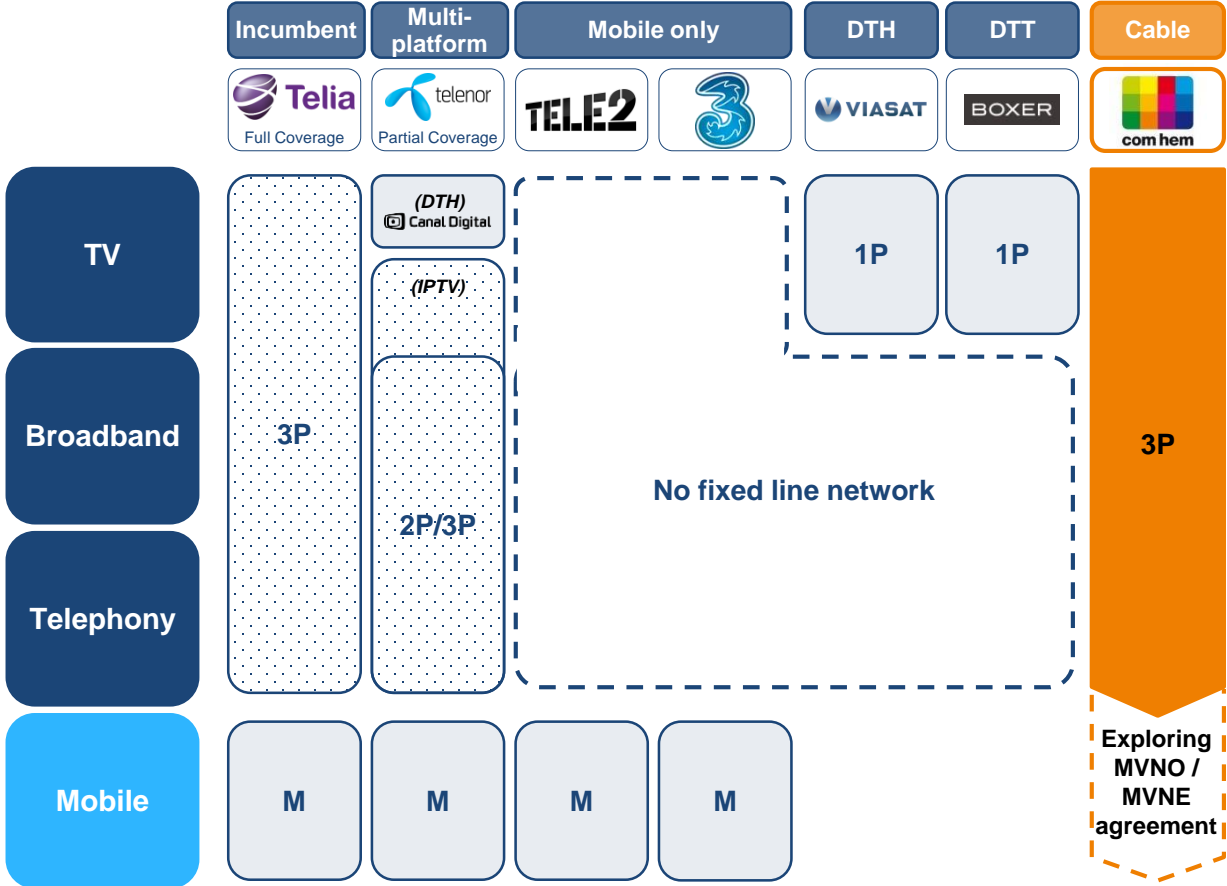 Incumbent
Multi-
platform
Mobile only
DTH
DTT
Cable
Telia
Full Coverage
telenor
Partial Coverage
TELE2
3
VIASAT
BOXER
com hem
TV
(DTH)
Canal Digital
(IPTV)
1P
1P
Broadband
3P
2P/3P
No fixed line network
3P
Telephony
Mobile
M
M
M
M
Exploring
MVNO /
MVNE
agreement